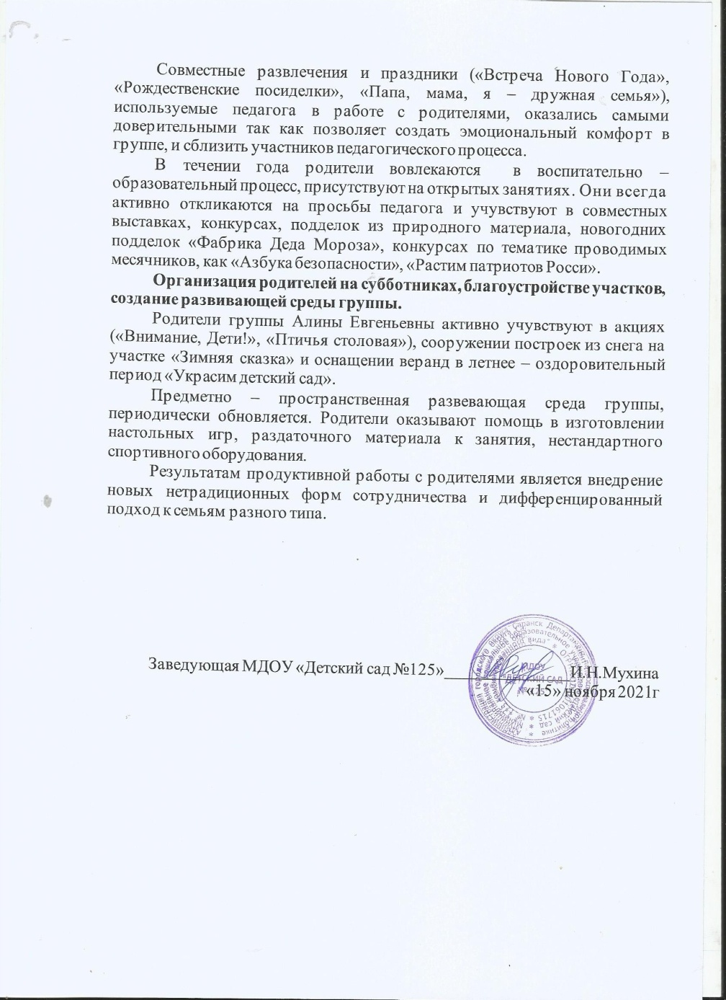 Совместные развлечения и праздники («Встреча Нового Года»,
«Рождественские посиделки», «Папа, мама, я – дружная семья»),
используемые педагога в работе с родителями, оказались самыми
доверительными так как позволяет создать эмоциональный комфорт в
группе, и сблизить участников педагогического процесса.
В течении года родители вовлекаются в воспитательно –
образовательный процесс, присутствуют на открытых занятиях. Они всегда
активно откликаются на просьбы педагога и учувствуют в совместных
выставках, конкурсах, подделок из природного материала, новогодних
подделок «Фабрика Деда Мороза», конкурсах по тематике проводимых
месячников, как «Азбука безопасности», «Растим патриотов Росси».
Организация родителей на субботниках, благоустройстве участков,
создание развивающей среды группы.
Родители группы Алины Евгеньевны активно учувствуют в акциях
(«Внимание, Дети!», «Птичья столовая»), сооружении построек из снега на
участке «Зимняя сказка» и оснащении веранд в летнее – оздоровительный
период «Украсим детский сад».
Предметно – пространственная развевающая среда группы,
периодически обновляется. Родители оказывают помощь в изготовлении
настольных игр, раздаточного материала к занятия, нестандартного
спортивного оборудования.
Результатам продуктивной работы с родителями является внедрение
новых нетрадиционных форм сотрудничества и дифференцированный
подход к семьям разного типа.
Заведующая МДОУ «Детский сад №125»______________И.Н.Мухина
«15» ноября 2021г
МДОУ
"ДЕТСКИЙ САД
№ 125"